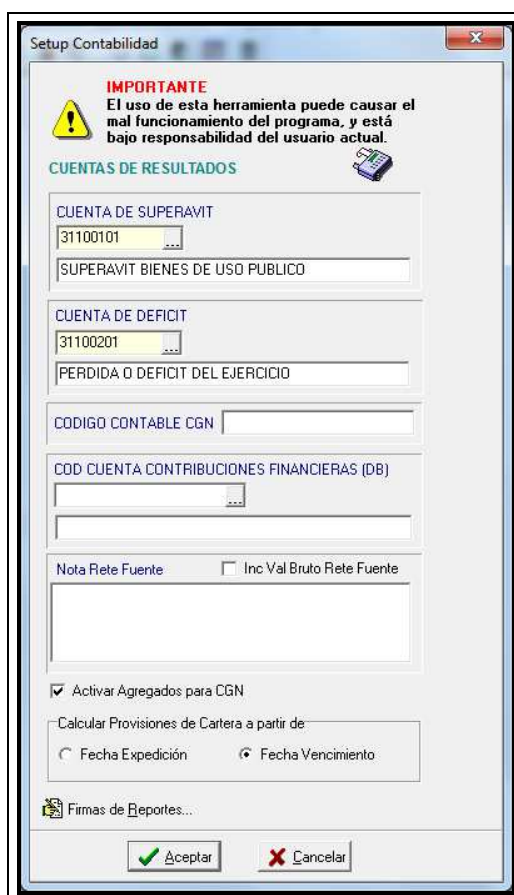 Setup Contabilidad
IMPORTANTE
El uso de esta herramienta puede causar el
mal funcionamiento del programa, y está
bajo responsabilidad del usuario actual.
CUENTAS DE RESULTADOS
CUENTA DE SUPERAVIT
31100101 ...
SUPERAVIT BIENES DE USO PUBLICO
CUENTA DE DEFICIT
31100201 ...
PERDIDA O DEFICIT DEL EJERCICIO
CODIGO CONTABLE CGN
COD CUENTA CONTRIBUCIONES FINANCIERAS (DB)
...
Nota Rete Fuente Inc Val Bruto Rete Fuente
Activar Agregados para CGN
Calcular Provisiones de Cartera a partir de
Fecha Expedición Fecha Vencimiento
Firmas de Reportes...
Aceptar Cancelar